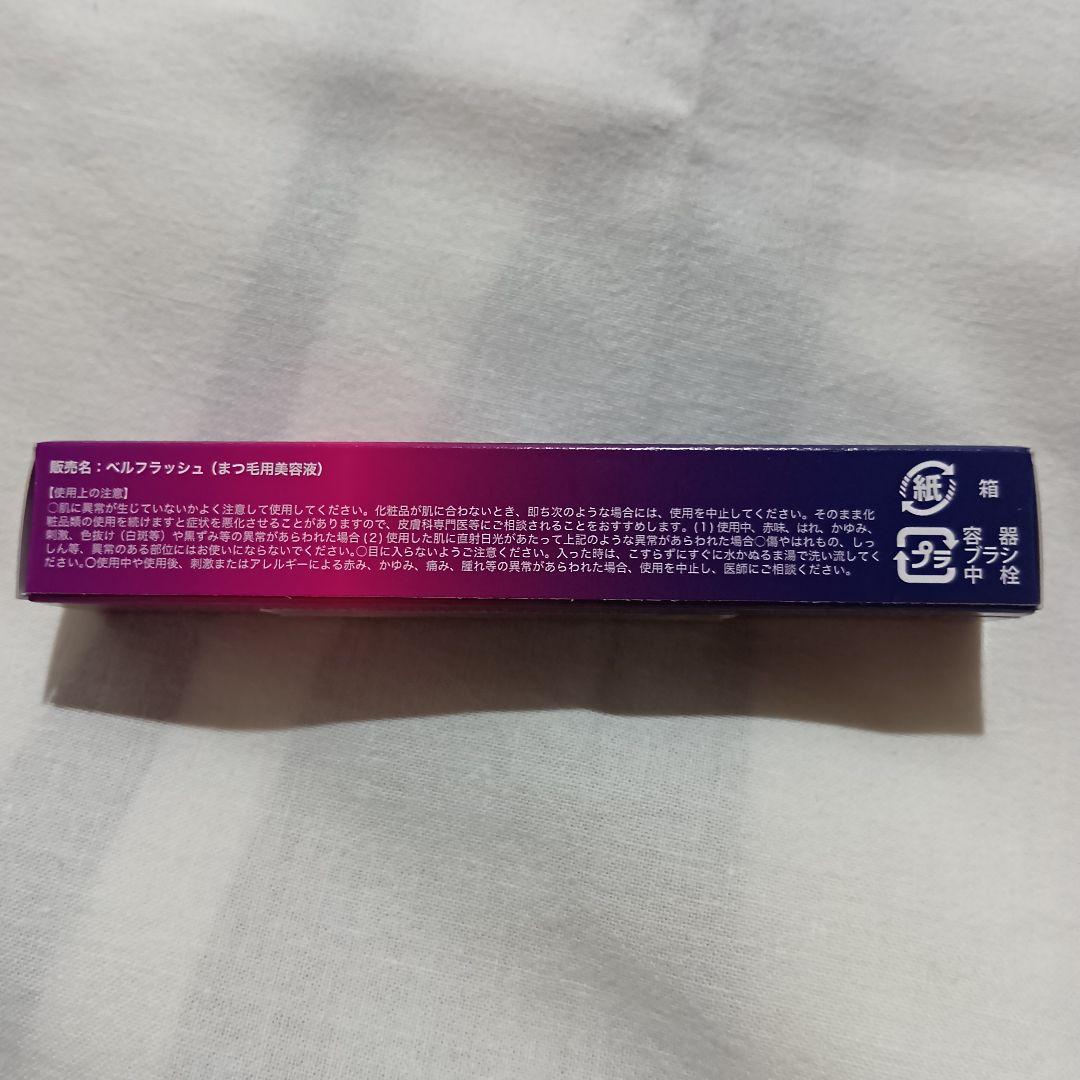 販売名：ベルフラッシュ（まつ毛用美容液）
【使用上の注意】
○肌に異常が生じていないかよく注意して使用してください。化粧品が肌に合わないとき、即ち次のような場合には、使用を中止してください。そのまま化
粧品類の使用を続けますと症状を悪化させることがありますので、皮膚科専門医等にご相談されることをおすすめします。(1)使用中、赤味、はれ、かゆみ、
刺激、色抜け（白斑等）や黒ずみ等の異常があらわれた場合(2)使用した肌に直射日光があたって上記のような異常があらわれた場合○傷やはれもの、しっ
しん等、異常のある部位にはお使いにならないでください。○目に入らないようご注意ください。入った時は、こすらずにすぐに水かぬるま湯で洗い流してく
ださい。○使用中や使用後、刺激またはアレルギーによる赤み、かゆみ、痛み、腫れ等の異常があらわれた場合、使用を中止し、医師にご相談ください。
紙 箱
プラ 容器
ブラシ
中栓